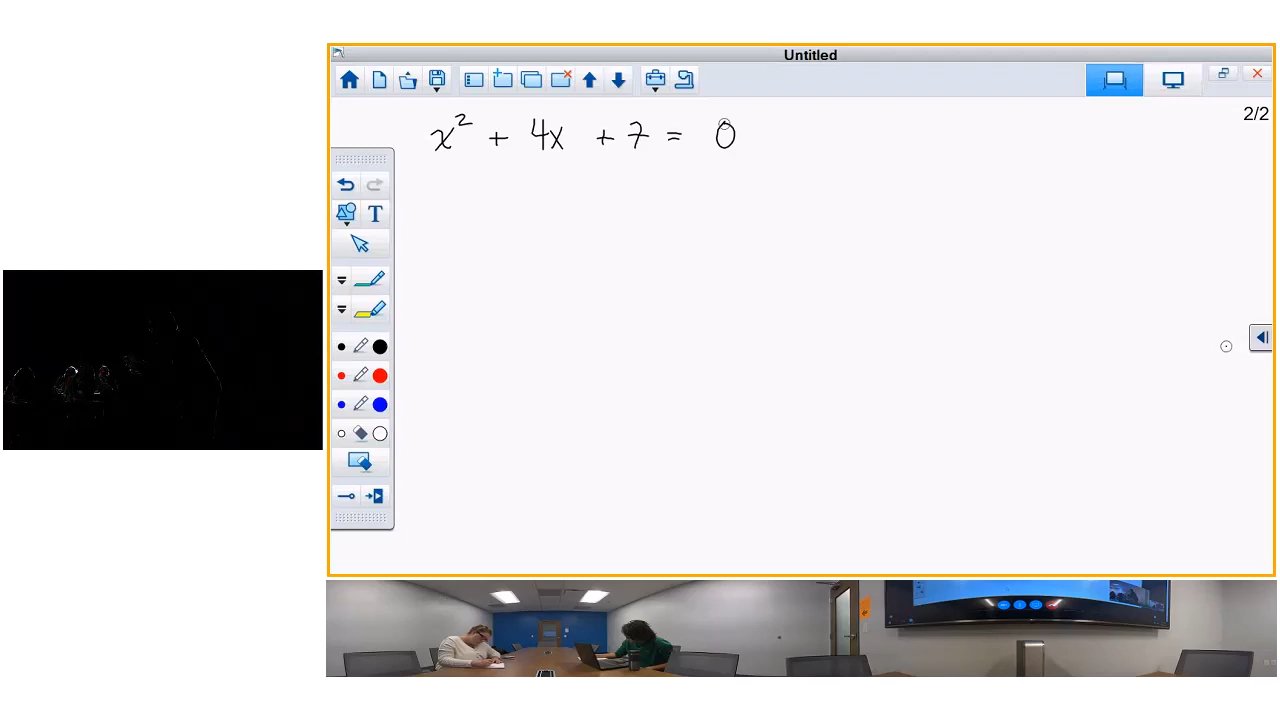 Untitled
2/2
x² + 4x + 7 = 0
T